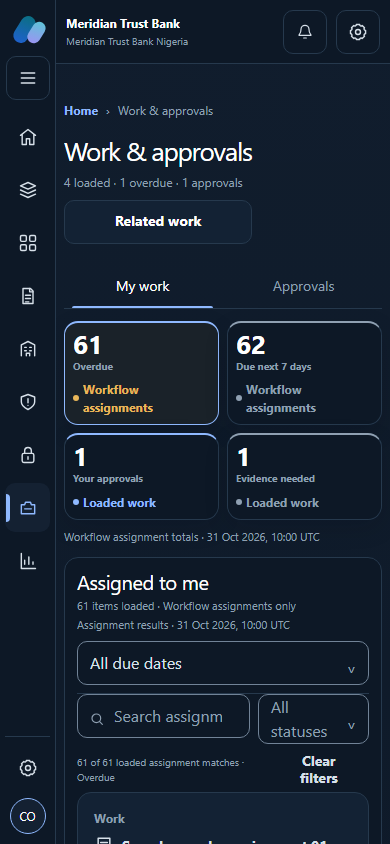 Meridian Trust Bank
Meridian Trust Bank Nigeria
Home › Work & approvals
Work & approvals
4 loaded · 1 overdue · 1 approvals
Related work
My work
Approvals
61
Overdue
Workflow
assignments
62
Due next 7 days
Workflow
assignments
1
Your approvals
Loaded work
1
Evidence needed
Loaded work
Workflow assignment totals · 31 Oct 2026, 10:00 UTC
Assigned to me
61 items loaded · Workflow assignments only
Assignment results · 31 Oct 2026, 10:00 UTC
All due dates
Search assignm
All
statuses
61 of 61 loaded assignment matches ·
Overdue
Clear
filters
Work
CO